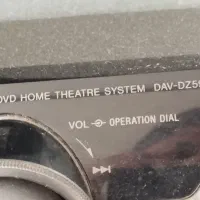 DVD HOME THEATRE SYSTEM DAV-DZ5
VOL OPERATION DIAL